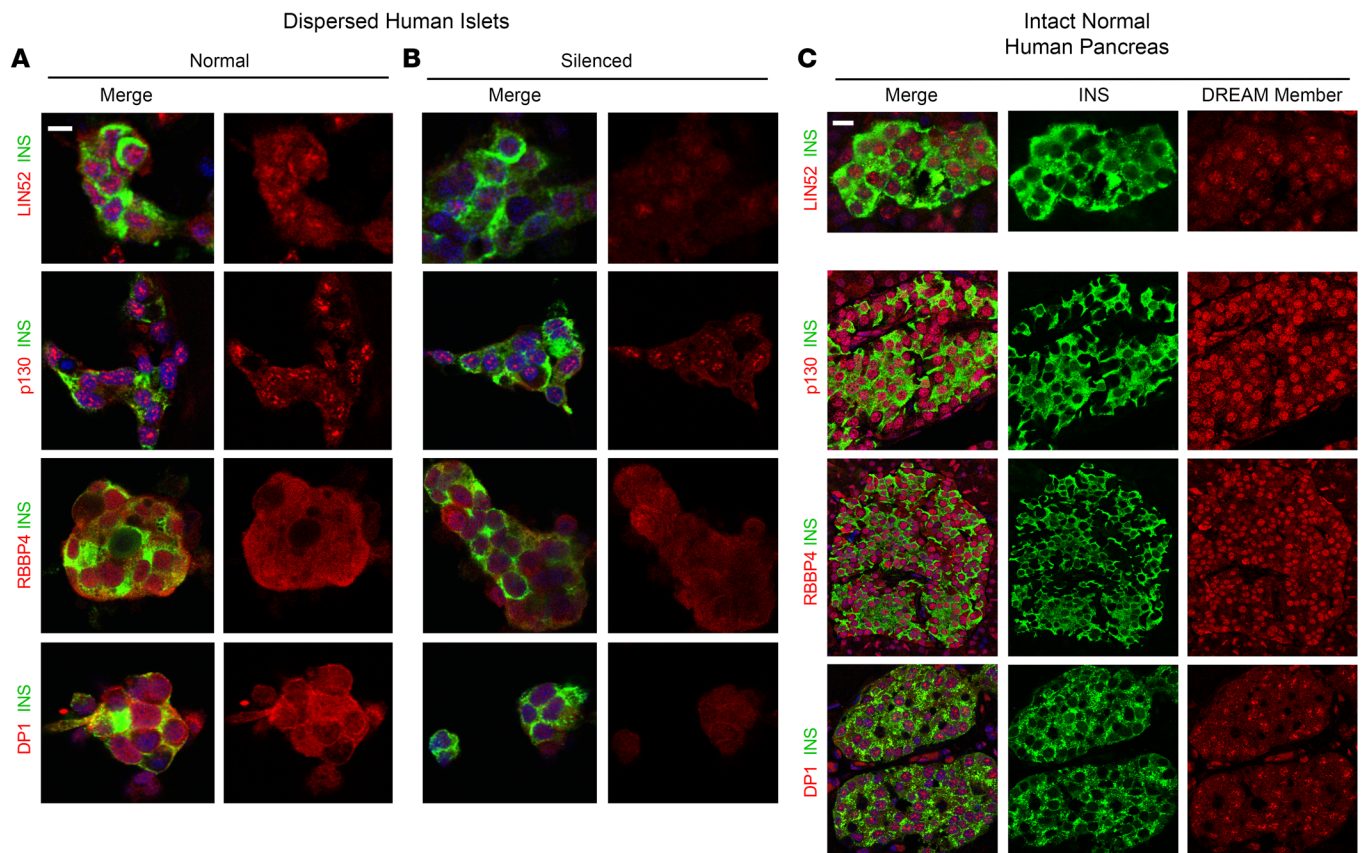 Dispersed Human Islets
Intact Normal
Human Pancreas
A
Normal
B
Silenced
C
Merge
Merge
Merge
INS
DREAM Member
LIN52 INS
LIN52 INS
p130 INS
p130 INS
RBBP4 INS
RBBP4 INS
DP1 INS
DP1 INS